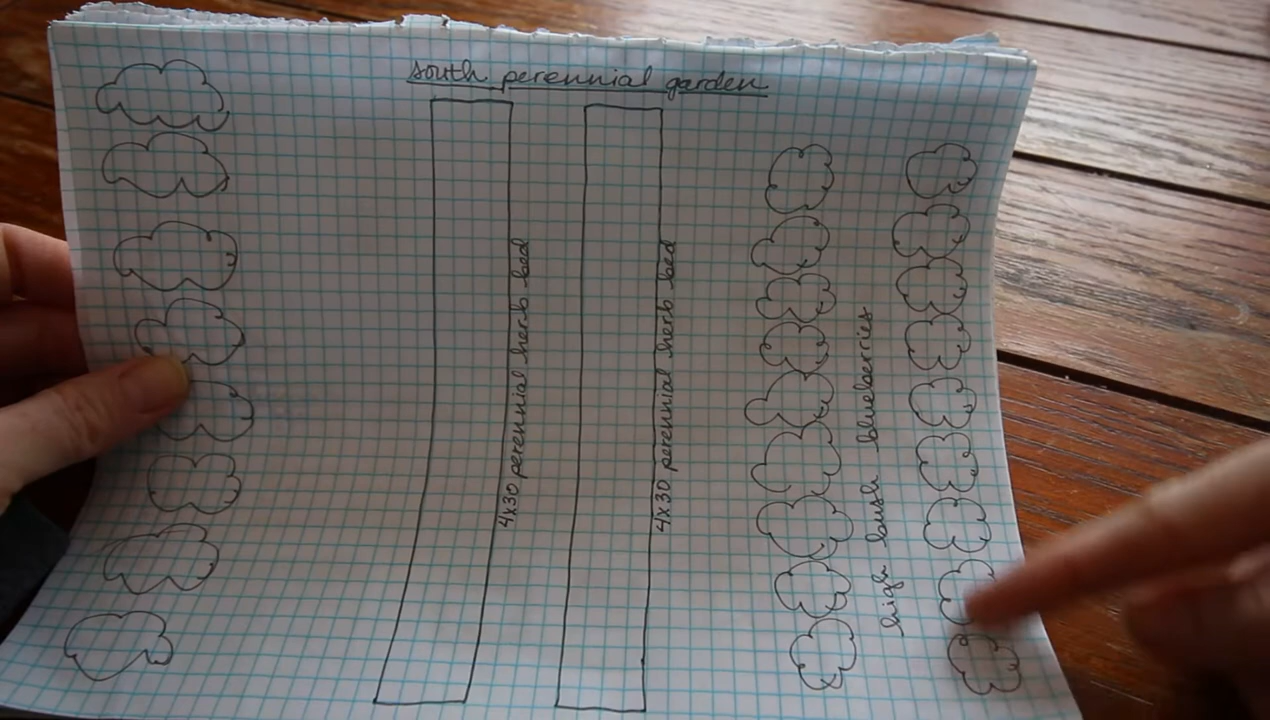 south perennial garden
4x30 perennial herb bed
4x30 perennial herb bed
high bush blueberries